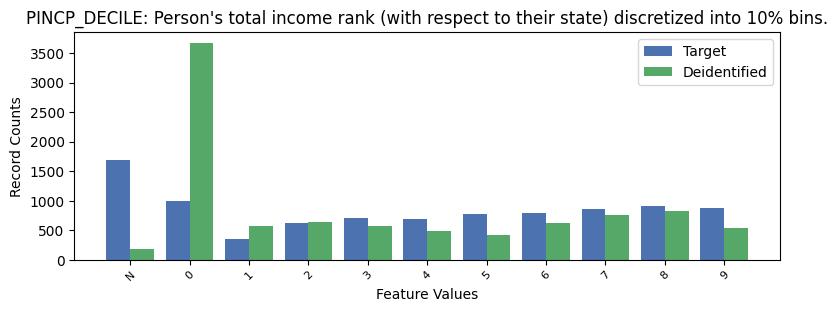 PINCP_DECILE: Person's total income rank (with respect to their state) discretized into 10% bins.
Target
Deidentified
Record Counts
3500
3000
2500
2000
1500
1000
500
0
N 0 1 2 3 4 5 6 7 8 9
Feature Values